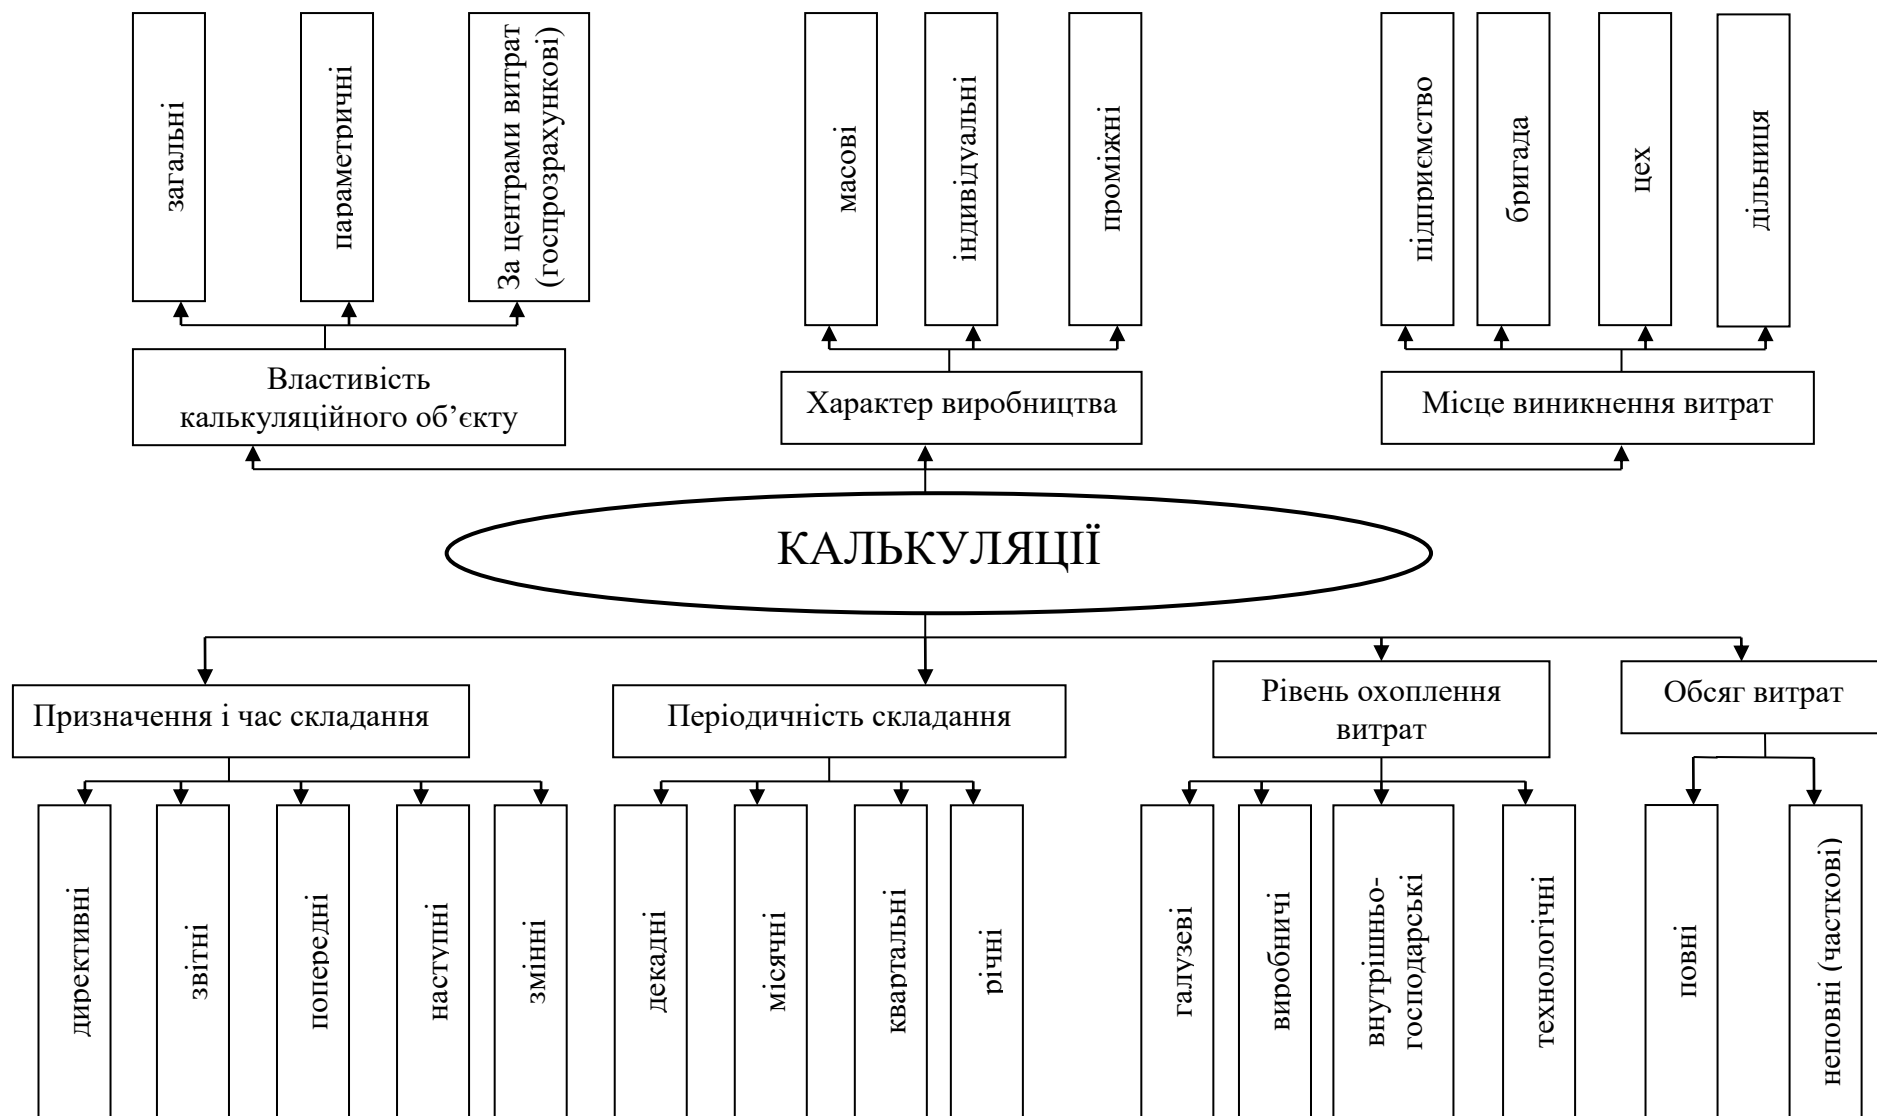 загальні
параметричні
За центрами витрат
(госпрозрахункові)
масові
індивідуальні
проміжні
підприємство
бригада
цех
дільниця
Властивість
калькуляційного об’єкту
Характер виробництва
Місце виникнення витрат
КАЛЬКУЛЯЦІЇ
Призначення і час складання
Періодичність складання
Рівень охоплення
витрат
Обсяг витрат
директивні
звітні
попередні
наступні
змінні
декадні
місячні
квартальні
річні
галузеві
виробничі
внутрішньо-
господарські
технологічні
повні
неповні (часткові)